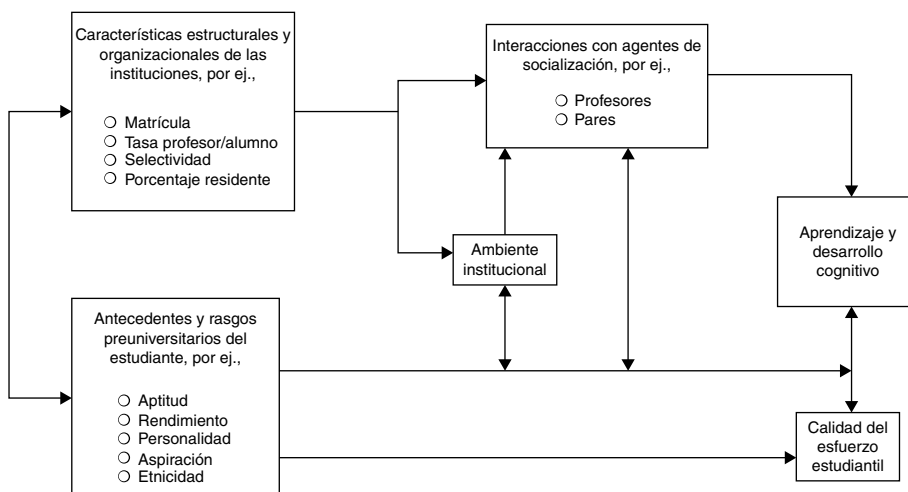 Características estructurales y
organizacionales de las
instituciones, por ej.,
Matrícula
Tasa profesor/alumno
Selectividad
Porcentaje residente
Interacciones con agentes de
socialización, por ej.,
Profesores
Pares
Ambiente
institucional
Aprendizaje y
desarrollo
cognitivo
Antecedentes y rasgos
preuniversitarios del
estudiante, por ej.,
Aptitud
Rendimiento
Personalidad
Aspiración
Etnicidad
Calidad del
esfuerzo
estudiantil